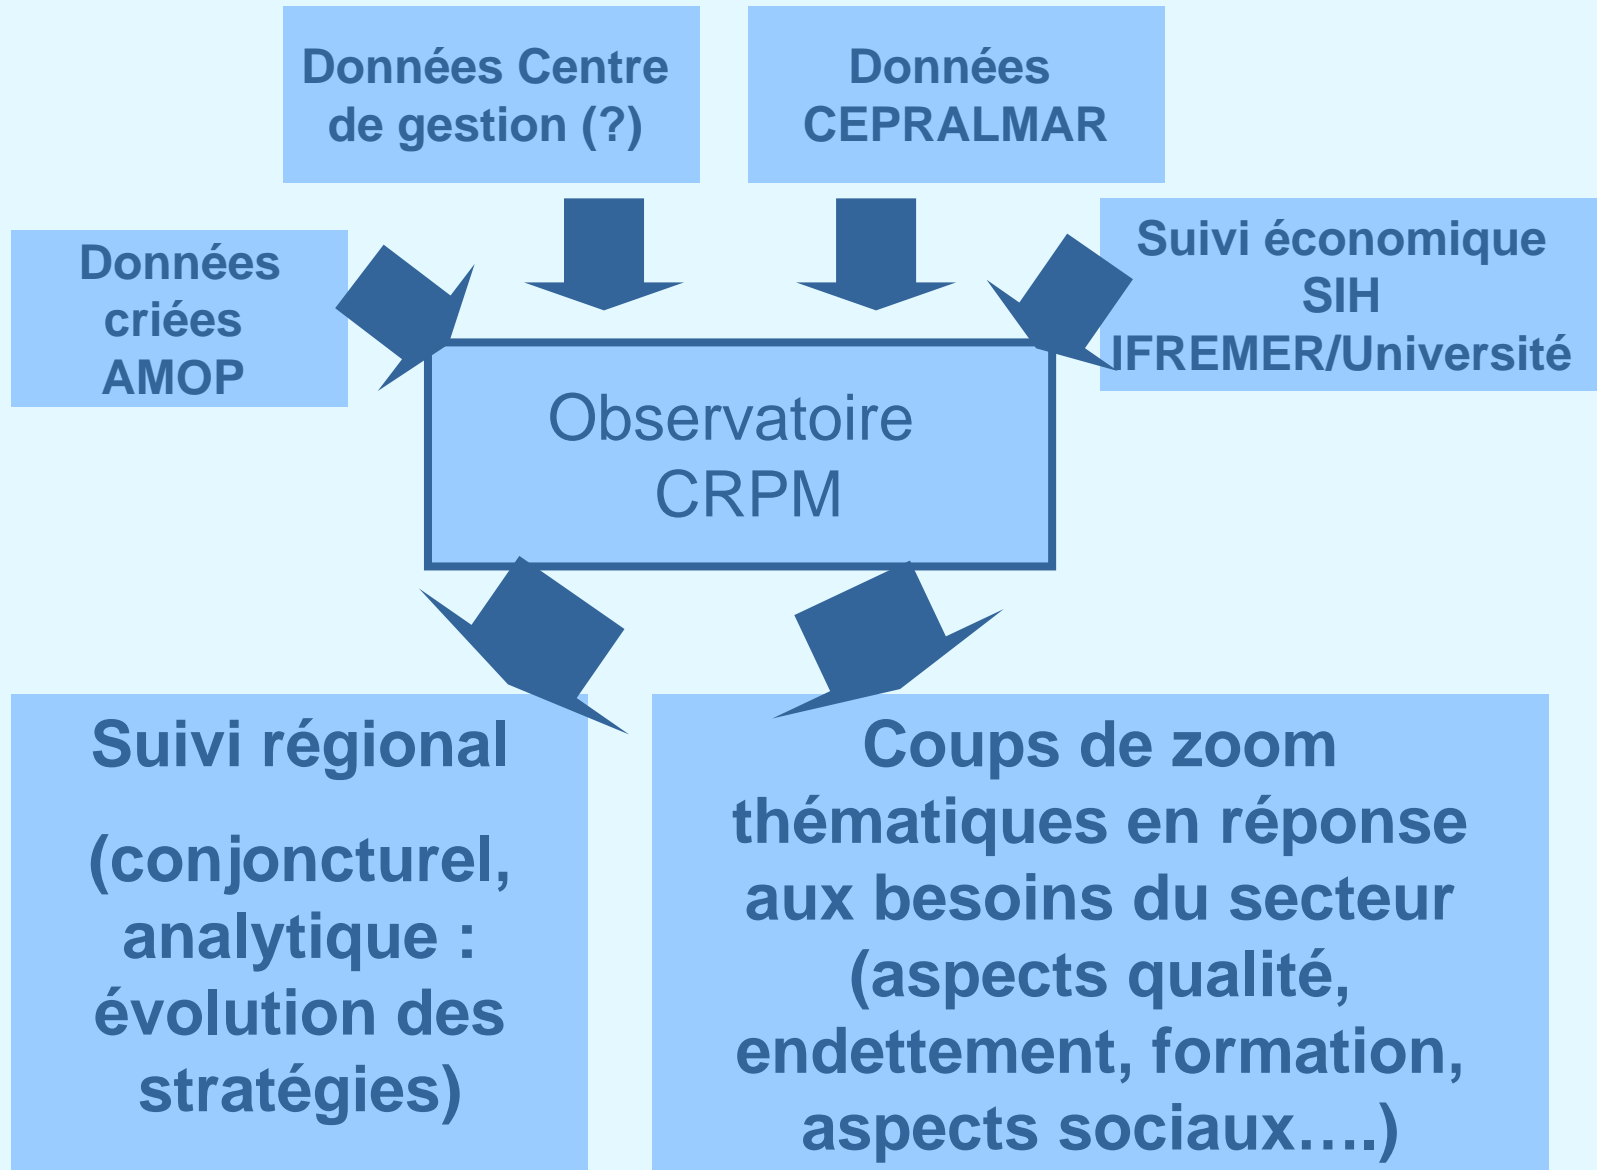 Données Centre
de gestion (?)
Données
CEPRALMAR
Données
criées
AMOP
Suivi économique
SIH
IFREMER/Université
Observatoire
CRPM
Suivi régional
(conjoncturel,
analytique :
évolution des
stratégies)
Coups de zoom
thématiques en réponse
aux besoins du secteur
(aspects qualité,
endettement, formation,
aspects sociaux….)